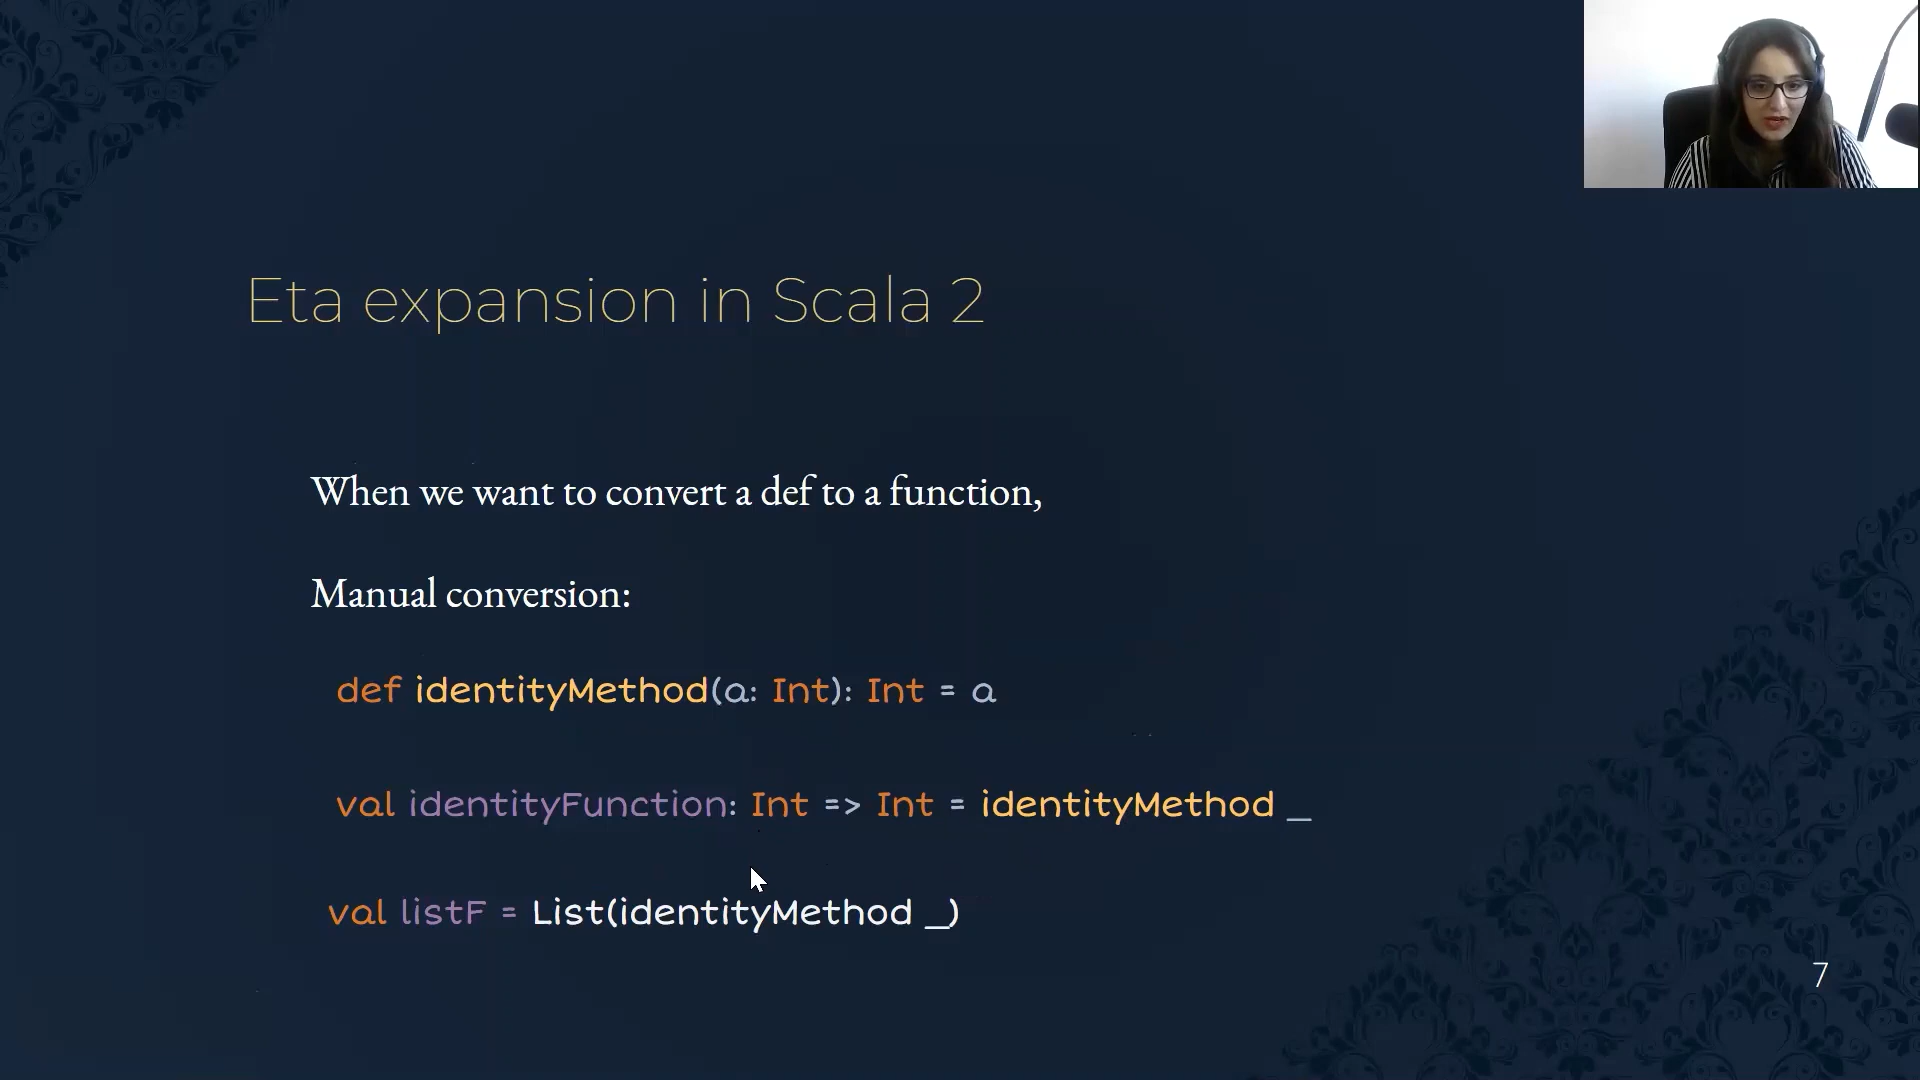 Eta expansion in Scala 2
When we want to convert a def to a function,
Manual conversion:
def identityMethod(a: Int): Int = a
val identityFunction: Int => Int = identityMethod _
val listF = List(identityMethod _)
7